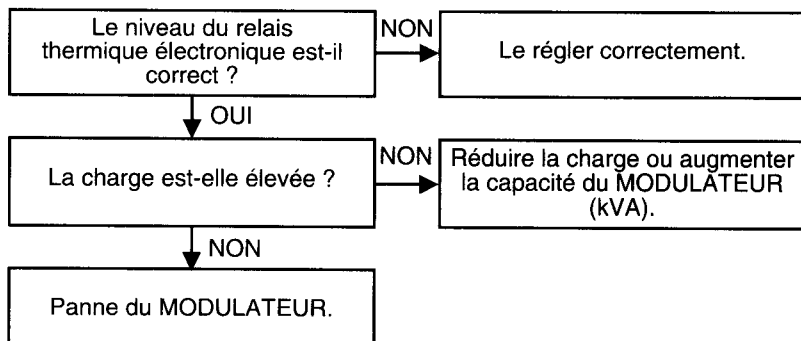 Le niveau du relais
thermique électronique est-il
correct ?
NON
Le régler correctement.
OUI
La charge est-elle élevée ?
NON
Réduire la charge ou augmenter
la capacité du MODULATEUR
(kVA).
NON
Panne du MODULATEUR.